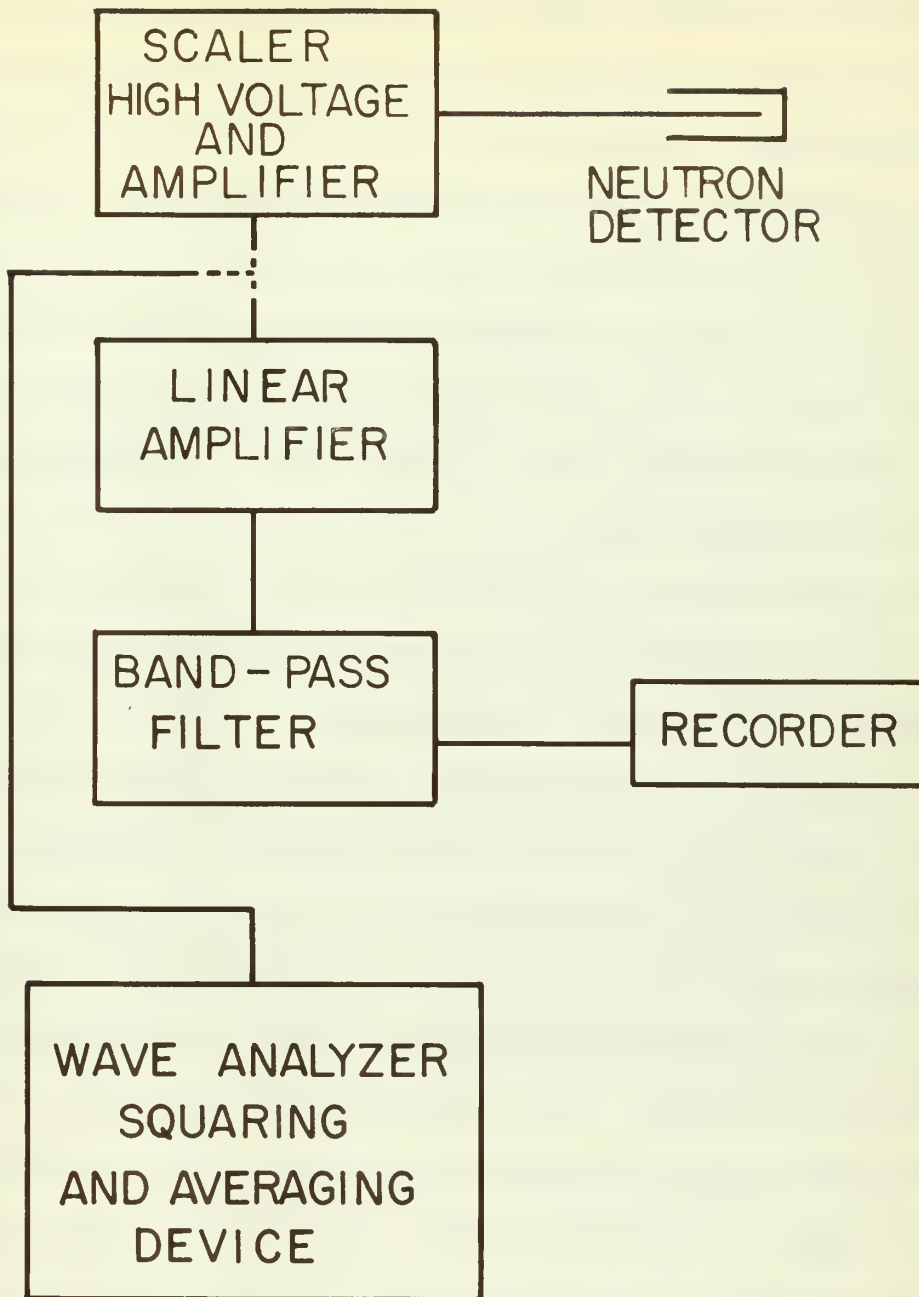 SCALER
HIGH VOLTAGE
AND
AMPLIFIER
NEUTRON
DETECTOR
LINEAR
AMPLIFIER
BAND-PASS
FILTER
RECORDER
WAVE ANALYZER
SQUARING
AND AVERAGING
DEVICE